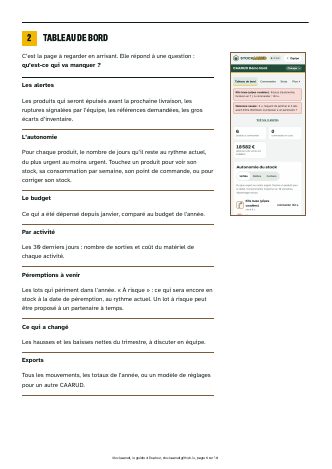 2 TABLEAU DE BORD
C'est la page à regarder en arrivant. Elle répond à une question :
qu'est-ce qui va manquer ?
Les alertes
Les produits qui seront épuisés avant la prochaine livraison, les
ruptures signalées par l'équipe, les références demandées, les gros
écarts d'inventaire.
L'autonomie
Pour chaque produit, le nombre de jours qu'il reste au rythme actuel,
du plus urgent au moins urgent. Touchez un produit pour voir son
stock, sa consommation par semaine, son point de commande, ou pour
corriger son stock.
Le budget
Ce qui a été dépensé depuis janvier, comparé au budget de l'année.
Par activité
Les 30 derniers jours : nombre de sorties et coût du matériel de
chaque activité.
Péremptions à venir
Les lots qui périment dans l'année. « À risque » : ce qui sera encore en
stock à la date de péremption, au rythme actuel. Un lot à risque peut
être proposé à un partenaire à temps.
Ce qui a changé
Les hausses et les baisses nettes du trimestre, à discuter en équipe.
Exports
Tous les mouvements, les totaux de l'année, ou un modèle de réglages
pour un autre CAARUD.
Tableau de bord
6
0
18 582 €
Autonomie du stock